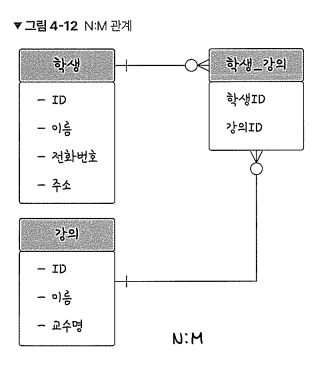 ▼ 그림 4-12 N:M 관계
학생
- ID
- 이름
- 전화번호
- 주소
학생_강의
학생ID
강의ID
강의
- ID
- 이름
- 교수명
N:M